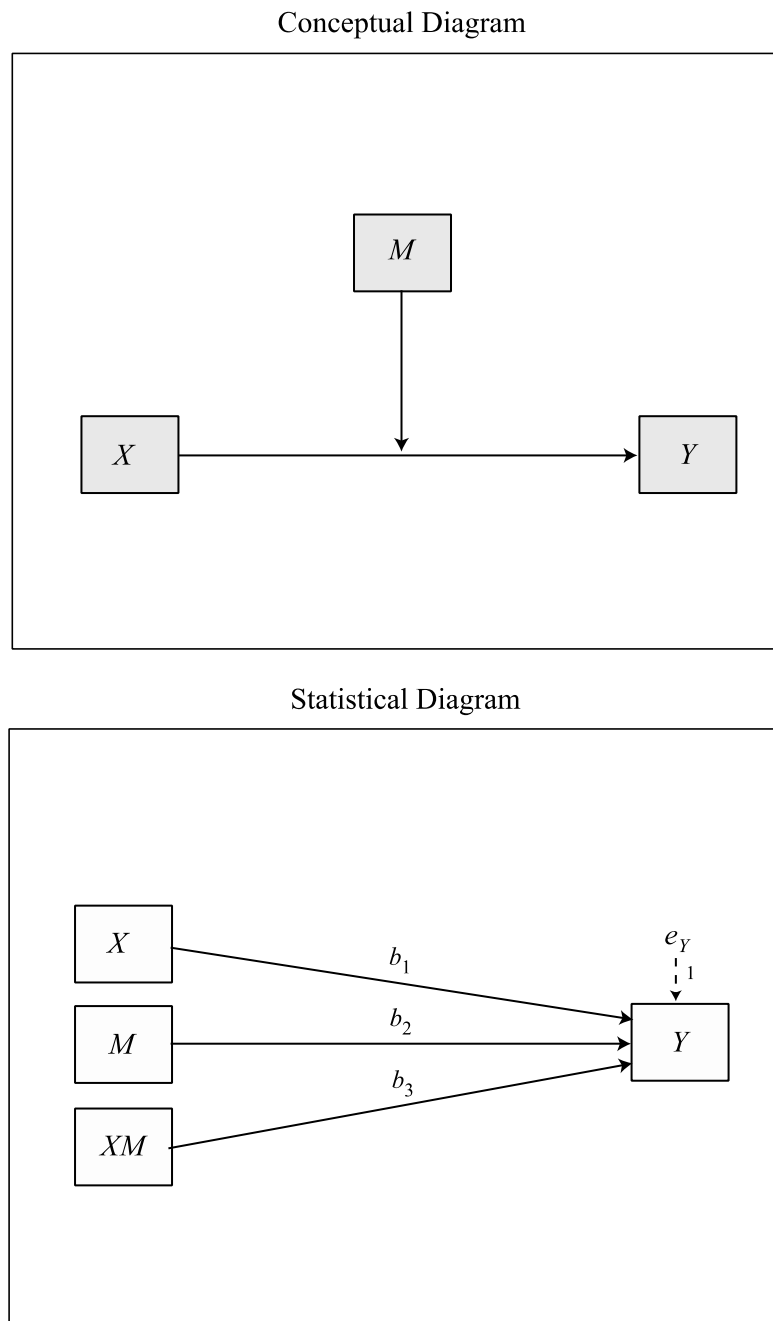 Conceptual Diagram
M
X
Y
Statistical Diagram
X
b1
eY
1
M
b2
Y
b3
XM